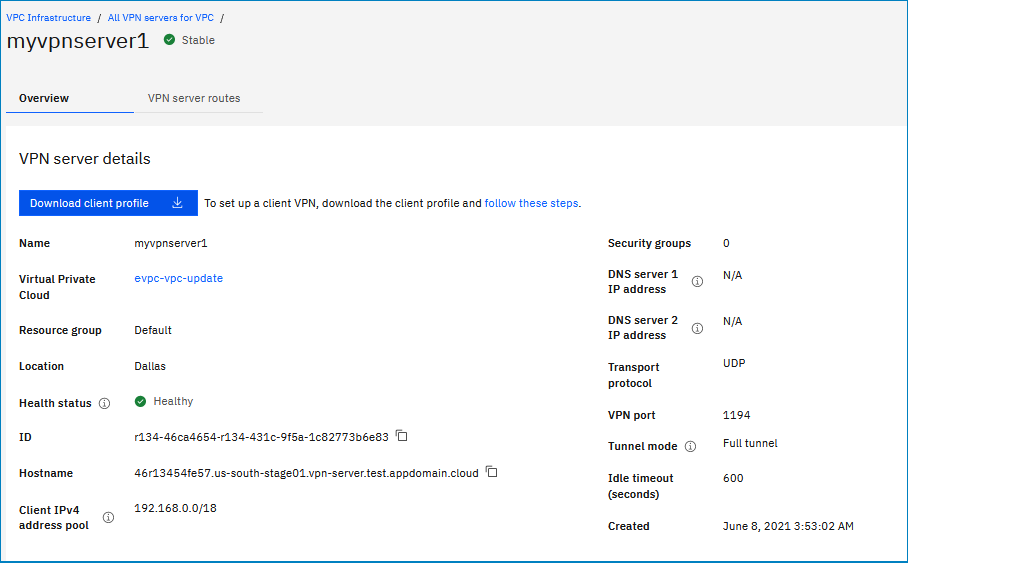 VPC Infrastructure / All VPN servers for VPC /
myvpnserver1 Stable
Overview VPN server routes
VPN server details
Download client profile To set up a client VPN, download the client profile and follow these steps.
Name myvpnserver1
Virtual Private Cloud evpc-vpc-update
Resource group Default
Location Dallas
Health status Healthy
ID r134-46ca4654-r134-431c-9f5a-1c82773b6e83
Hostname 46r13454fe57.us-south-stage01.vpn-server.test.appdomain.cloud
Client IPv4 address pool 192.168.0.0/18
Security groups 0
DNS server 1 IP address N/A
DNS server 2 IP address N/A
Transport protocol UDP
VPN port 1194
Tunnel mode Full tunnel
Idle timeout (seconds) 600
Created June 8, 2021 3:53:02 AM